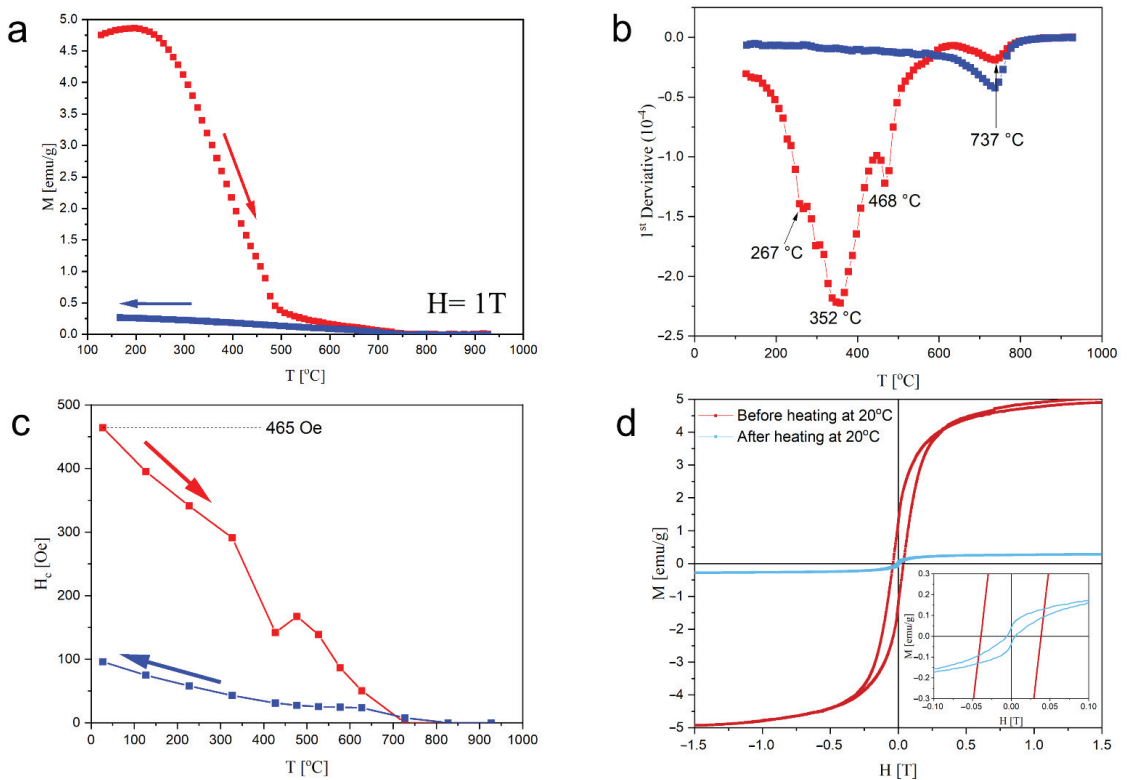 a
M [emu/g]
5.0
4.5
4.0
3.5
3.0
2.5
2.0
1.5
1.0
0.5
0.0
H= 1T
100 200 300 400 500 600 700 800 900 1000
T [°C]
b
1st Derviative (10-4)
0.0
−0.5
−1.0
−1.5
−2.0
−2.5
737 °C
468 °C
267 °C
352 °C
0 200 400 600 800 1000
T [°C]
c
Hc [Oe]
500
400
300
200
100
0
465 Oe
0 100 200 300 400 500 600 700 800 900 1000
T [°C]
d
Before heating at 20°C
After heating at 20°C
M [emu/g]
5
4
3
2
1
0
−1
−2
−3
−4
−5
−1.5 −1.0 −0.5 0.0 0.5 1.0 1.5
H [T]
M [emu/g]
0.3
0.2
0.1
0.0
-0.1
-0.2
-0.3
-0.10 -0.05 0.00 0.05 0.10
H [T]